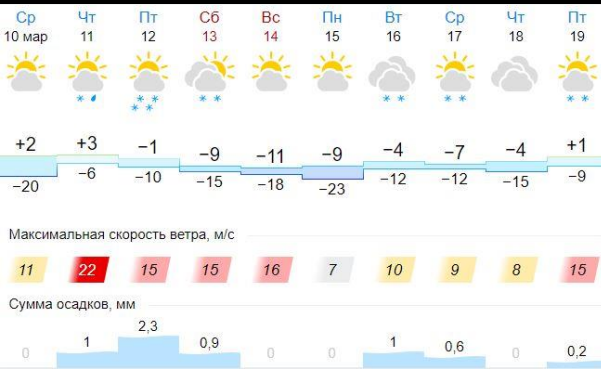 Ср Чт Пт Сб Вс Пн Вт Ср Чт Пт
10 мар 11 12 13 14 15 16 17 18 19
+2 +3 −1 −9 −11 −9 −4 −7 −4 +1
−20 −6 −10 −15 −18 −23 −12 −12 −15 −9
Максимальная скорость ветра, м/с
11 22 15 15 16 7 10 9 8 15
Сумма осадков, мм
0 1 2,3 0,9 0 0 1 0,6 0 0,2